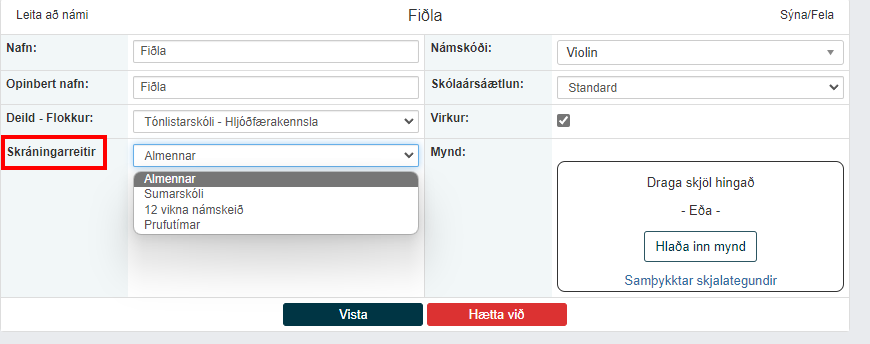 Leita að námi
Fiðla
Sýna/Fela
Nafn:
Fiðla
Námskóði:
Violin
Opinbert nafn:
Fiðla
Skólaársáætlun:
Standard
Deild - Flokkur:
Tónlistarskóli - Hljóðfærakennsla
Virkur:
Skráningarreitir
Almennar
Mynd:
Almennar
Sumarskóli
12 vikna námskeið
Prufutímar
Draga skjöl hingað
- Eða -
Hlaða inn mynd
Samþykktar skjalategundir
Vista
Hætta við